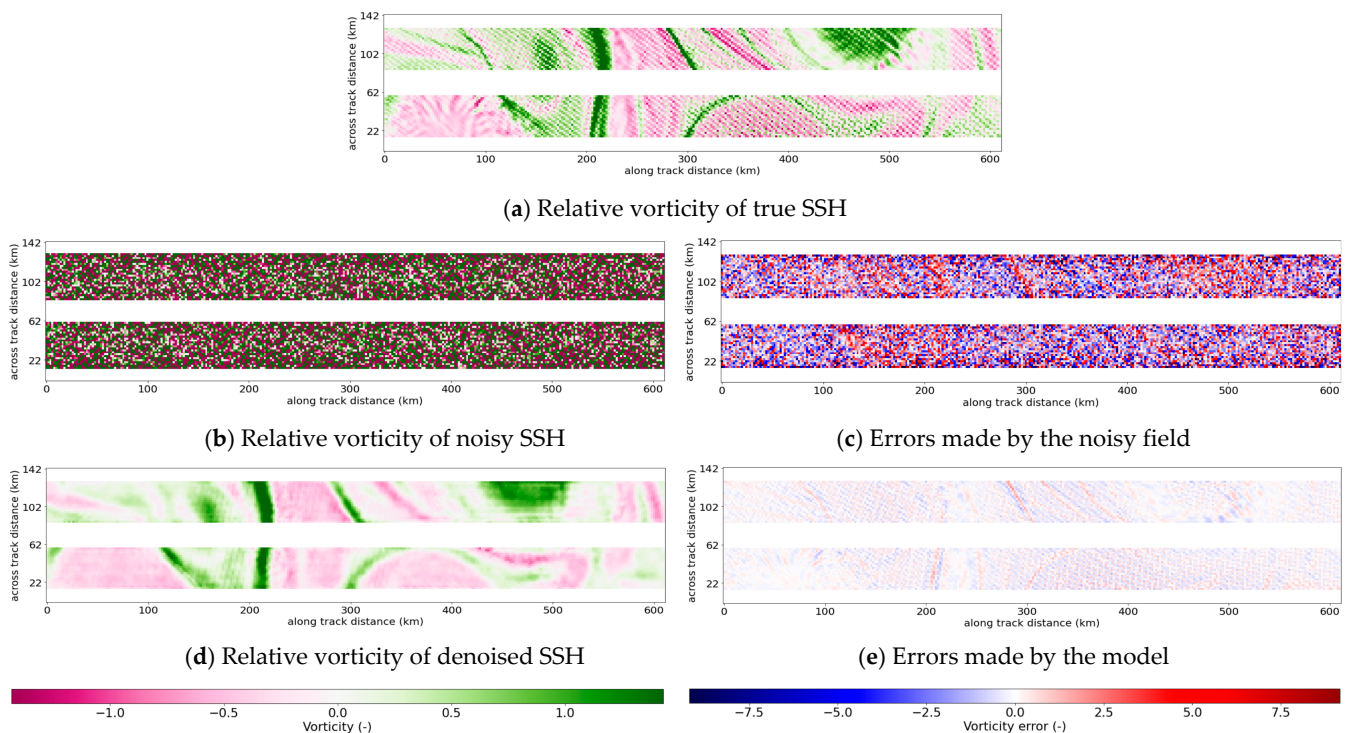 142
102
62
22
across track distance (km)
0 100 200 300 400 500 600
along track distance (km)
(a) Relative vorticity of true SSH
142
102
62
22
across track distance (km)
0 100 200 300 400 500 600
along track distance (km)
(b) Relative vorticity of noisy SSH
142
102
62
22
across track distance (km)
0 100 200 300 400 500 600
along track distance (km)
(c) Errors made by the noisy field
142
102
62
22
across track distance (km)
0 100 200 300 400 500 600
along track distance (km)
(d) Relative vorticity of denoised SSH
142
102
62
22
across track distance (km)
0 100 200 300 400 500 600
along track distance (km)
(e) Errors made by the model
−1.0 −0.5 0.0 0.5 1.0
Vorticity (-)
−7.5 −5.0 −2.5 0.0 2.5 5.0 7.5
Vorticity error (-)